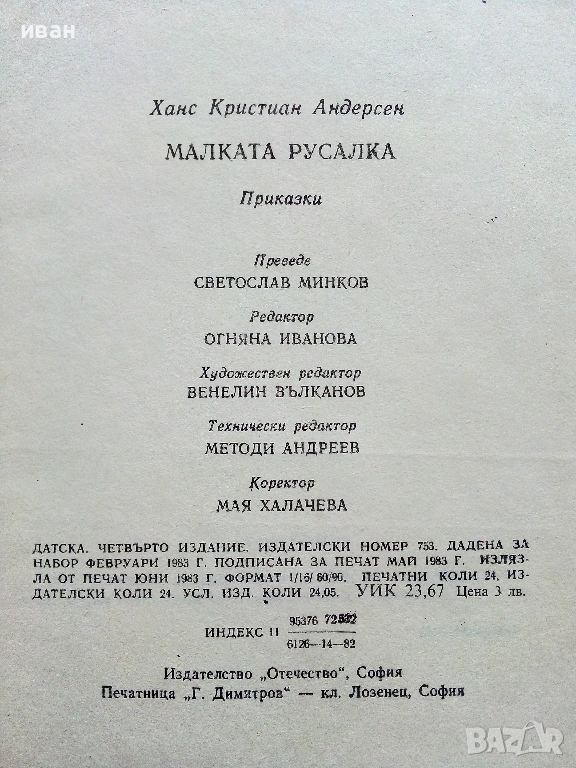 иван
Ханс Кристиан Андерсен
МАЛКАТА РУСАЛКА
Приказки
Преведе
СВЕТОСЛАВ МИНКОВ
Редактор
ОГНЯНА ИВАНОВА
Художествен редактор
ВЕНЕЛИН ВЪЛКАНОВ
Технически редактор
МЕТОДИ АНДРЕЕВ
Коректор
МАЯ ХАЛАЧЕВА
ДАТСКА. ЧЕТВЪРТО ИЗДАНИЕ. ИЗДАТЕЛСКИ НОМЕР 753. ДАДЕНА ЗА
НАБОР ФЕВРУАРИ 1983 Г. ПОДПИСАНА ЗА ПЕЧАТ МАЙ 1983 Г. ИЗЛЯЗ-
ЛА ОТ ПЕЧАТ ЮНИ 1983 Г. ФОРМАТ 1/16/60/90. ПЕЧАТНИ КОЛИ 24, ИЗ-
ДАТЕЛСКИ КОЛИ 24. УСЛ. ИЗД. КОЛИ 24,05. УИК 23,67 Цена 3 лв.
95376
ИНДЕКС 11
6126—14—82
Издателство „Отечество", София
Печатница „Г. Димитров" — кл. Лозенец, София
BAZAR